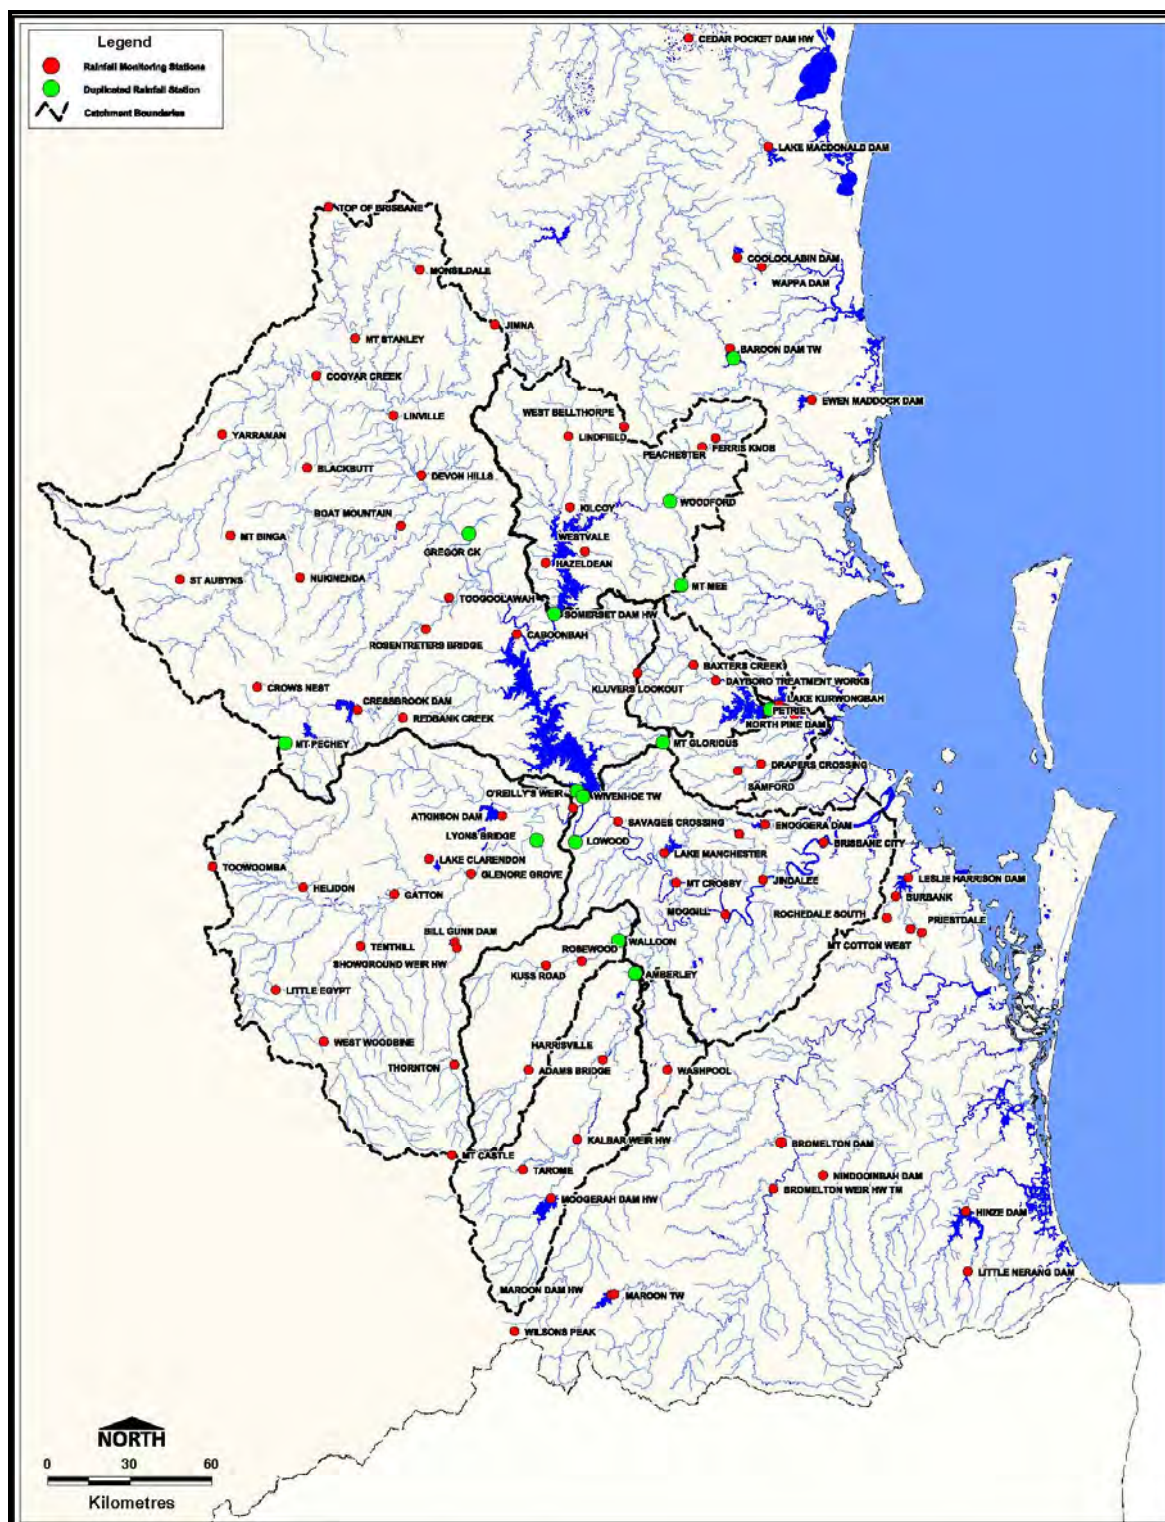 Legend
Rainfall Monitoring Stations
Duplicated Rainfall Station
Catchment Boundaries
CEDAR POCKET DAM HW
LAKE MACDONALD DAM
TOP OF BRISBANE
COOLOOLABIN DAM
MONSILDALE
WAPPA DAM
JIMNA
MT STANLEY
BAROON DAM TW
COOYAR CREEK
EWEN MADDOCK DAM
WEST BELLTHORPE
LINVILLE
LINDFIELD
YARRAMAN
FERRIS KNOB
PEACHESTER
BLACKBUTT
DEVON HILLS
WOODFORD
KILCOY
BOAT MOUNTAIN
MT BINGA
WESTVALE
GREGOR CK
HAZELDEAN
ST AUBYNS
NUKINENDA
MT MEE
TOOGOOLAWAH
SOMERSET DAM HW
CABOONBAH
ROSENTRETERS BRIDGE
BAXTERS CREEK
KLUVERS LOOKOUT
DAYBORO TREATMENT WORKS
CROWS NEST
LAKE KURWONGBAH
CRESSBROOK DAM
PETRIE
REDBANK CREEK
NORTH PINE DAM
MT PECHEY
MT GLORIOUS
DRAPERS CROSSING
SAMFORD
O'REILLY'S WEIR
WIVENHOE TW
ATKINSON DAM
SAVAGES CROSSING
ENOGGERA DAM
LYONS BRIDGE
LOWOOD
BRISBANE CITY
LAKE MANCHESTER
LAKE CLARENDON
TOOWOOMBA
GLENORE GROVE
LESLIE HARRISON DAM
HELIDON
MT CROSBY
JINDALEE
GATTON
BURBANK
MOGGILL
ROCHEDALE SOUTH
PRIESTDALE
BILL GUNN DAM
MT COTTON WEST
TENTHILL
WALLOON
ROSEWOOD
SHOWGROUND WEIR HW
KUSS ROAD
AMBERLEY
LITTLE EGYPT
WEST WOODBINE
HARRISVILLE
THORNTON
ADAMS BRIDGE
WASHPOOL
KALBAR WEIR HW
BROMELTON DAM
MT CASTLE
TAROME
NINDOOINBAH DAM
BROMELTON WEIR HW TM
MOOGERAH DAM HW
HINZE DAM
LITTLE NERANG DAM
MAROON DAM HW
MAROON TW
WILSONS PEAK
NORTH
0 30 60
Kilometres